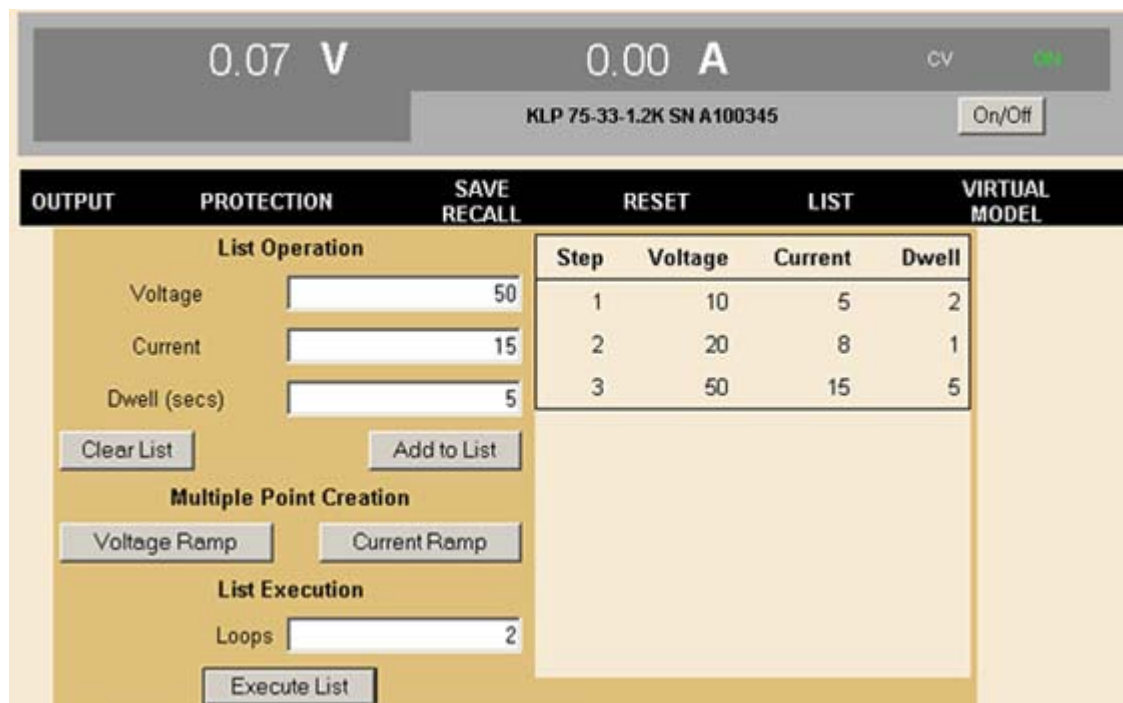 0.07 V 0.00 A CV ON
KLP 75-33-1.2K SN A100345 On/Off
OUTPUT PROTECTION SAVE RECALL RESET LIST VIRTUAL MODEL
List Operation
Voltage 50
Current 15
Dwell (secs) 5
Clear List Add to List
Multiple Point Creation
Voltage Ramp Current Ramp
List Execution
Loops 2
Execute List
Step Voltage Current Dwell
1 10 5 2
2 20 8 1
3 50 15 5